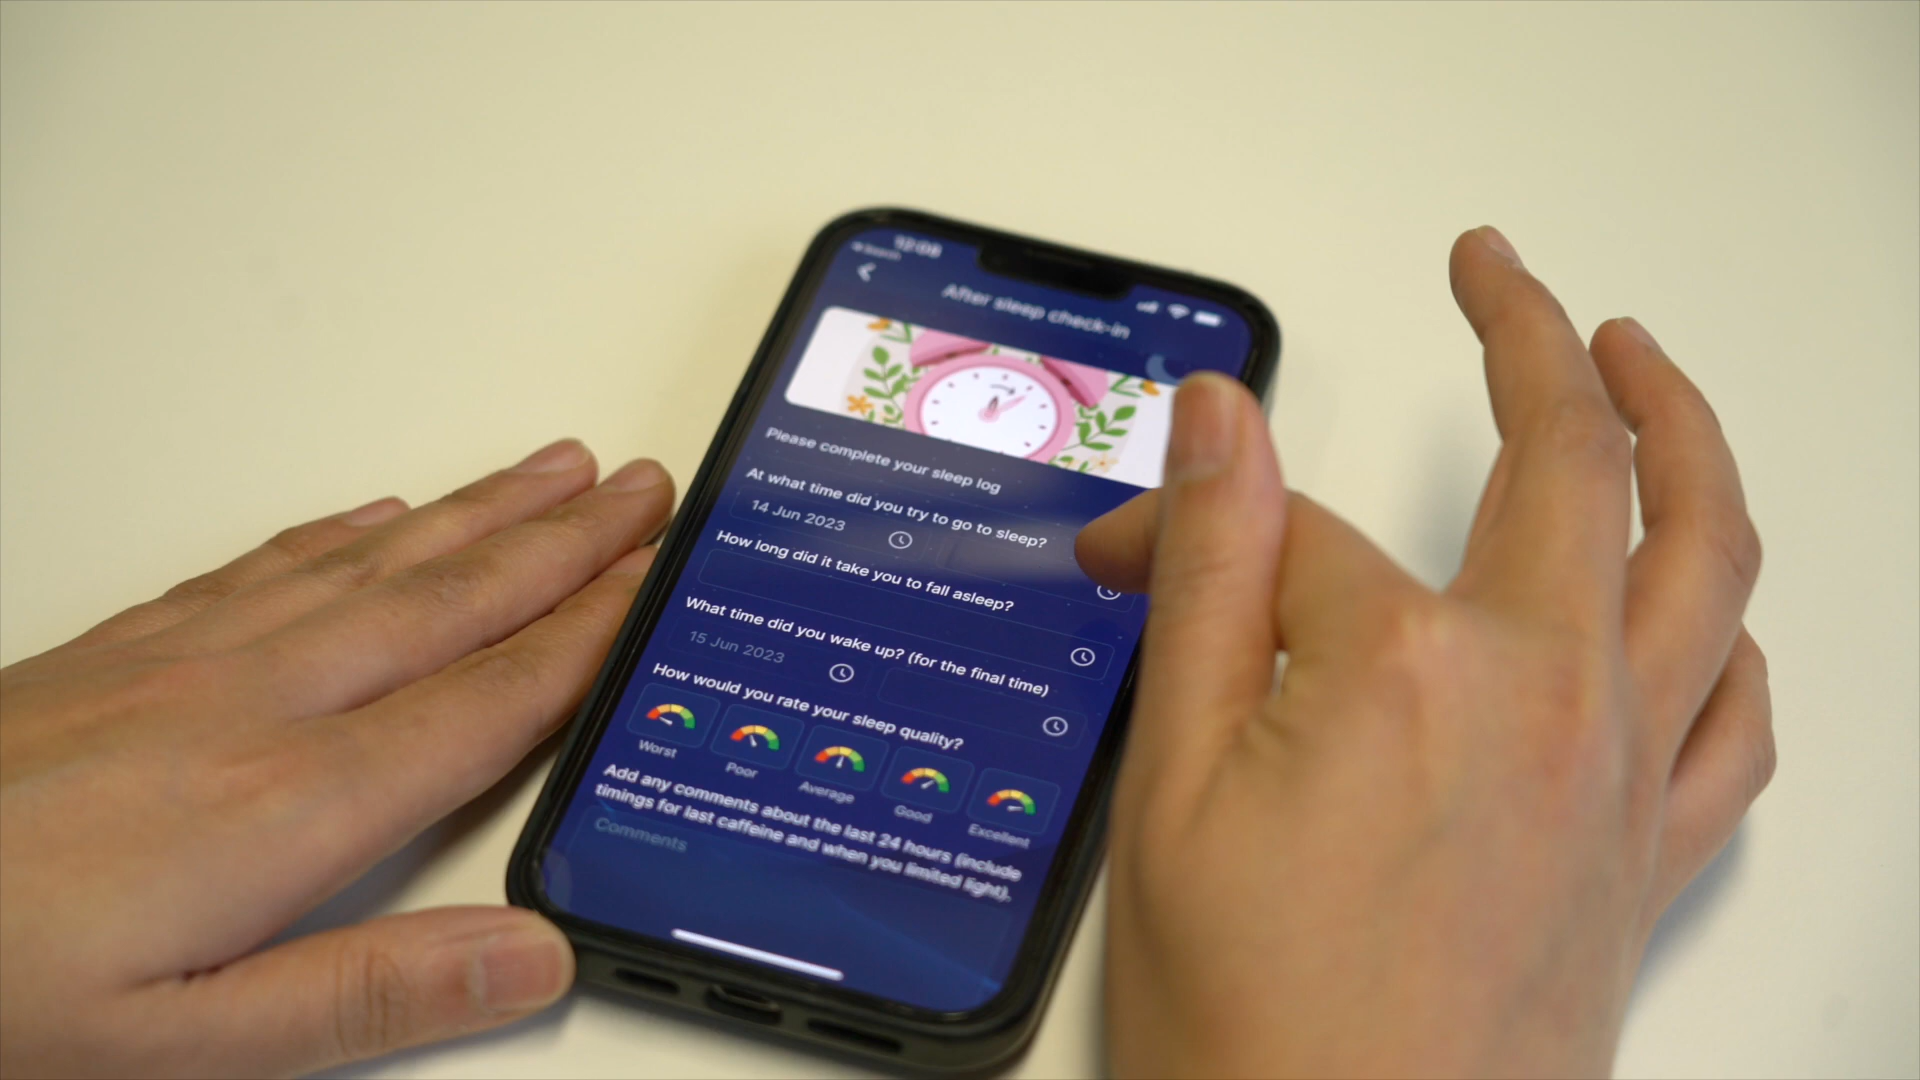 12:08
Search
After sleep check-in
Please complete your sleep log
At what time did you try to go to sleep?
14 Jun 2023
How long did it take you to fall asleep?
What time did you wake up? (for the final time)
15 Jun 2023
How would you rate your sleep quality?
Worst
Poor
Average
Good
Excellent
Add any comments about the last 24 hours (include
timings for last caffeine and when you limited light).
Comments